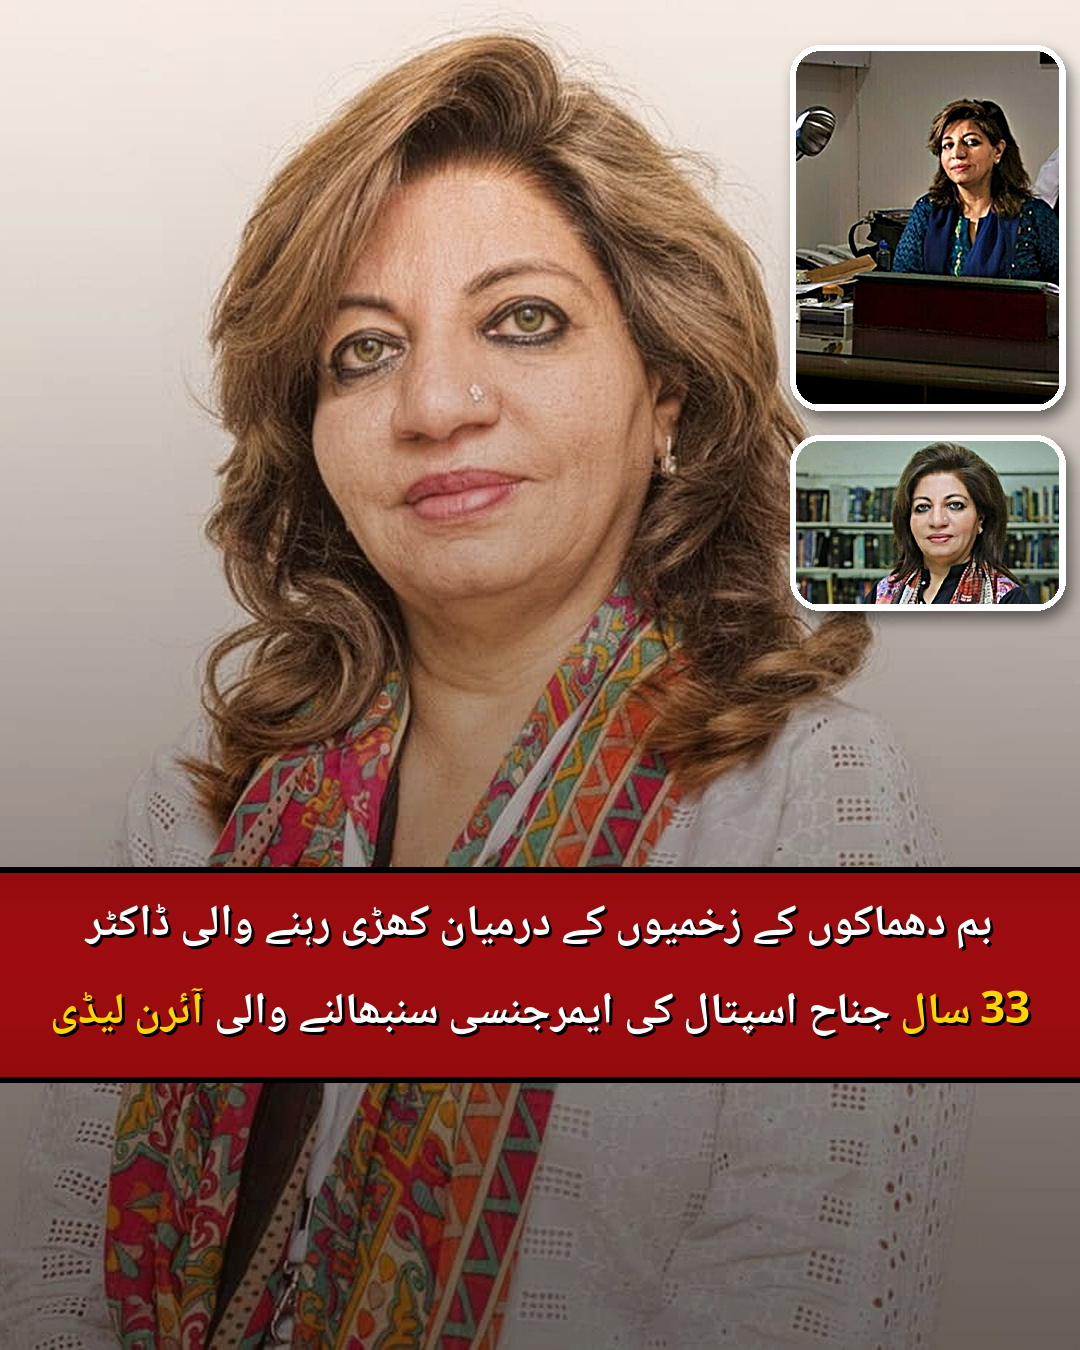 بم دھماکوں کے زخمیوں کے درمیان کھڑی رہنے والی ڈاکٹر
33 سال جناح اسپتال کی ایمرجنسی سنبھالنے والی آئرن لیڈی